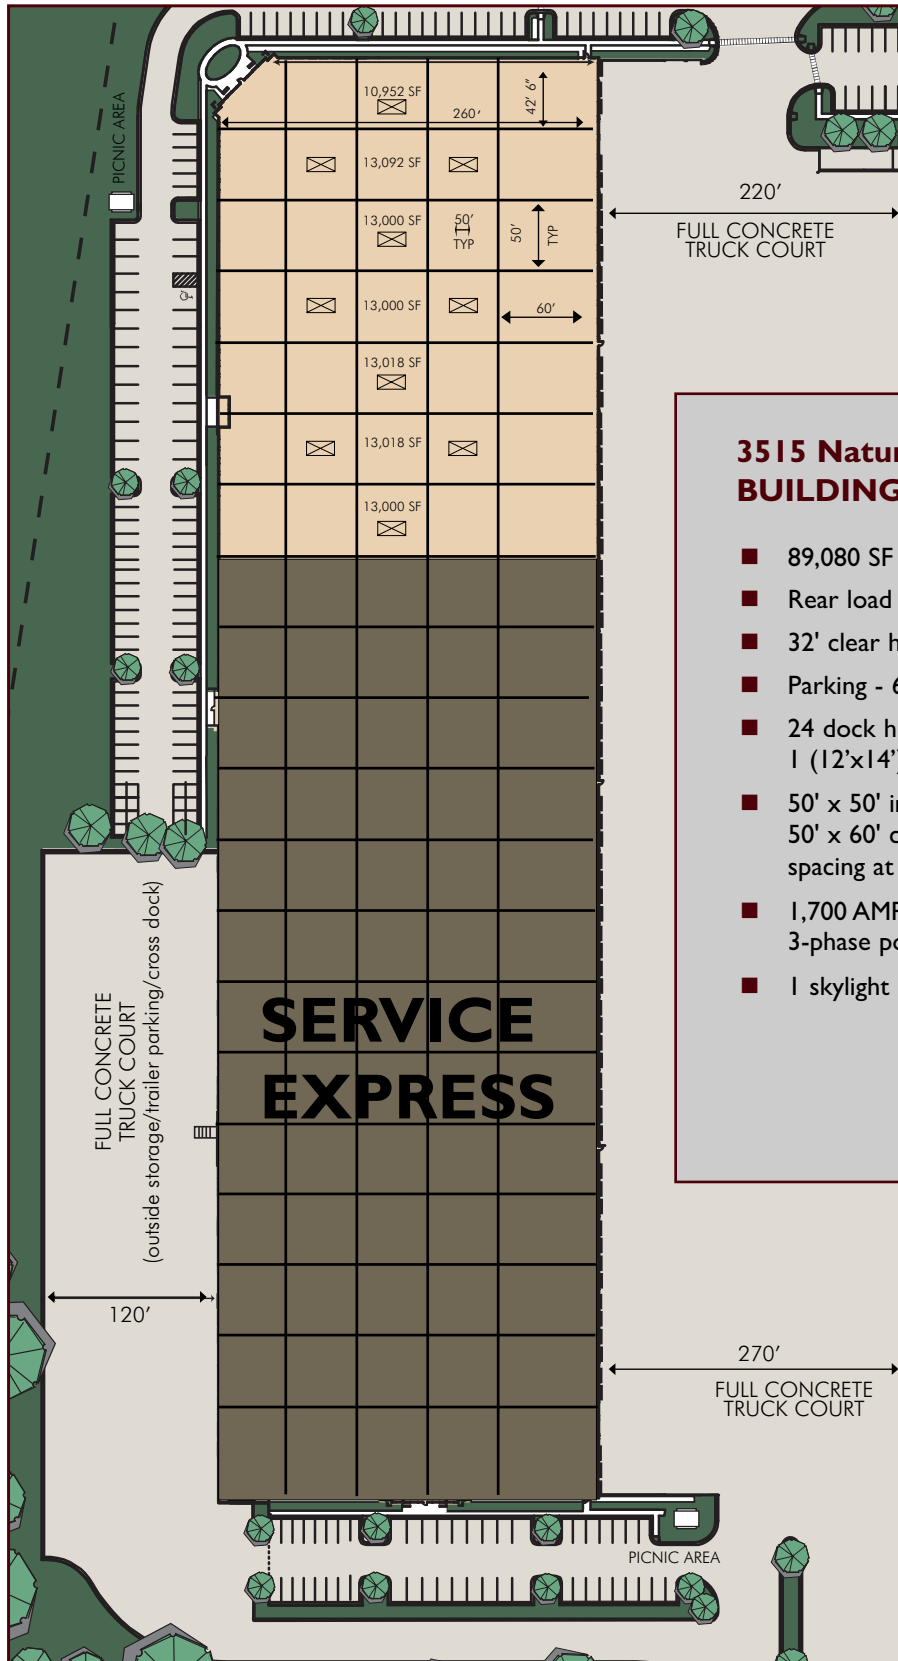 PICNIC AREA
10,952 SF
42' 6"
260'
13,092 SF
13,000 SF
50'
TYP
50'
TYP
13,000 SF
60'
13,018 SF
13,018 SF
13,000 SF
220'
FULL CONCRETE
TRUCK COURT
3515 Natur
BUILDING
■ 89,080 SF
■ Rear load
■ 32' clear h
■ Parking - 6
■ 24 dock h
1 (12'x14')
■ 50' x 50' in
50' x 60' c
spacing at
■ 1,700 AMP
3-phase po
■ 1 skylight
FULL CONCRETE
TRUCK COURT
(outside storage/trailer parking/cross dock)
SERVICE
EXPRESS
120'
270'
FULL CONCRETE
TRUCK COURT
PICNIC AREA